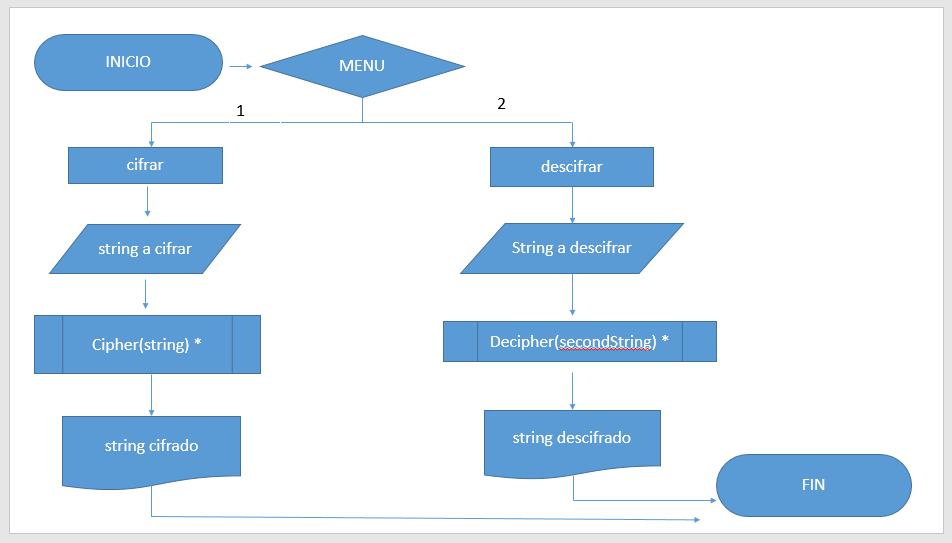 INICIO
MENU
1
2
cifrar
descifrar
string a cifrar
String a descifrar
Cipher(string) *
Decipher(secondString) *
string cifrado
string descifrado
FIN